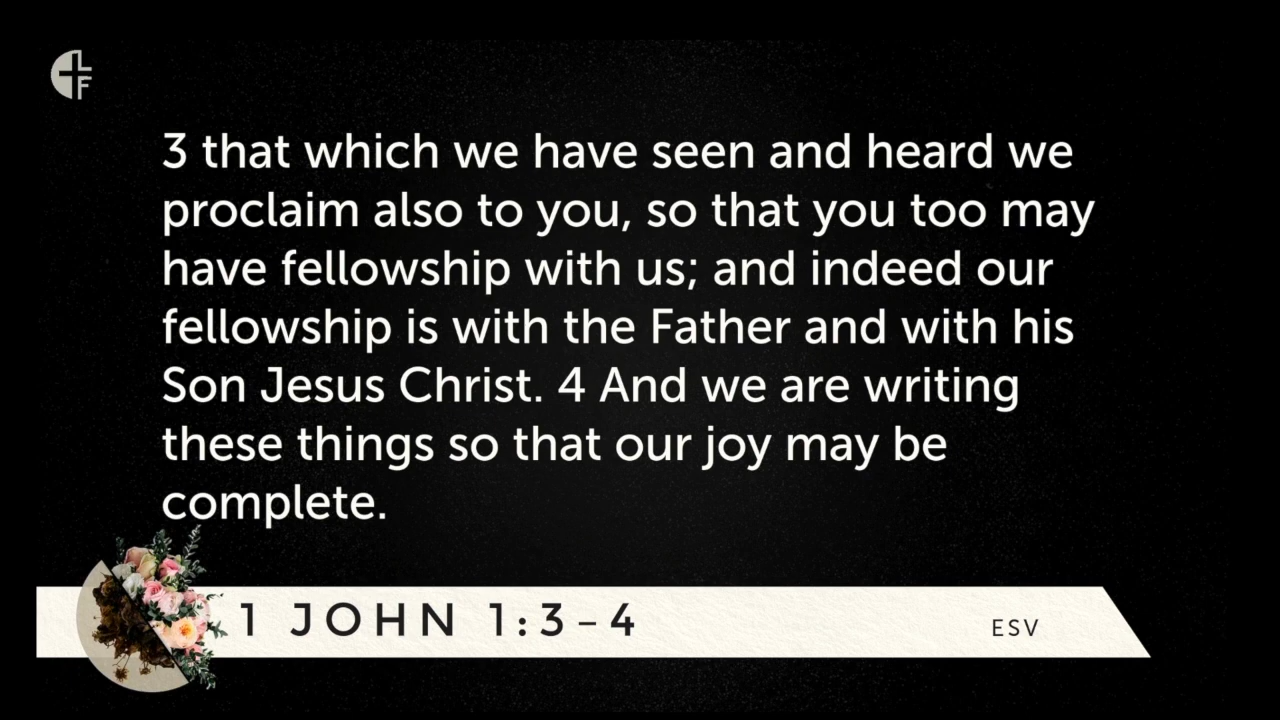 LF
3 that which we have seen and heard we
proclaim also to you, so that you too may
have fellowship with us; and indeed our
fellowship is with the Father and with his
Son Jesus Christ. 4 And we are writing
these things so that our joy may be
complete.
1 JOHN 1:3–4
ESV